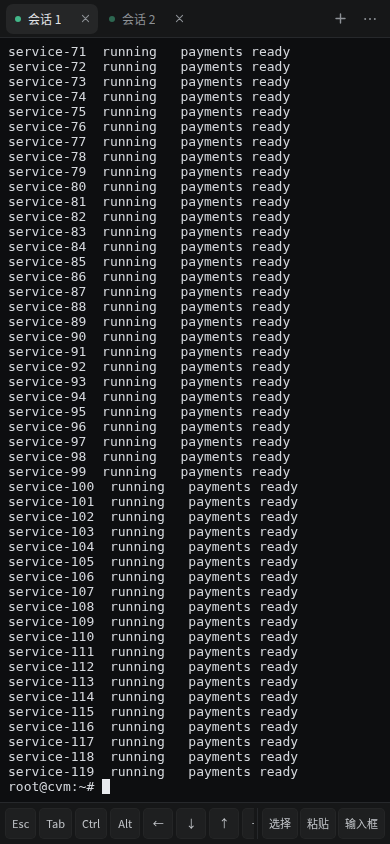 会话 1 × 会话 2 × + ···
service-71  running   payments ready
service-72  running   payments ready
service-73  running   payments ready
service-74  running   payments ready
service-75  running   payments ready
service-76  running   payments ready
service-77  running   payments ready
service-78  running   payments ready
service-79  running   payments ready
service-80  running   payments ready
service-81  running   payments ready
service-82  running   payments ready
service-83  running   payments ready
service-84  running   payments ready
service-85  running   payments ready
service-86  running   payments ready
service-87  running   payments ready
service-88  running   payments ready
service-89  running   payments ready
service-90  running   payments ready
service-91  running   payments ready
service-92  running   payments ready
service-93  running   payments ready
service-94  running   payments ready
service-95  running   payments ready
service-96  running   payments ready
service-97  running   payments ready
service-98  running   payments ready
service-99  running   payments ready
service-100  running   payments ready
service-101  running   payments ready
service-102  running   payments ready
service-103  running   payments ready
service-104  running   payments ready
service-105  running   payments ready
service-106  running   payments ready
service-107  running   payments ready
service-108  running   payments ready
service-109  running   payments ready
service-110  running   payments ready
service-111  running   payments ready
service-112  running   payments ready
service-113  running   payments ready
service-114  running   payments ready
service-115  running   payments ready
service-116  running   payments ready
service-117  running   payments ready
service-118  running   payments ready
service-119  running   payments ready
root@cvm:~#
Esc Tab Ctrl Alt ← ↓ ↑ 选择 粘贴 输入框